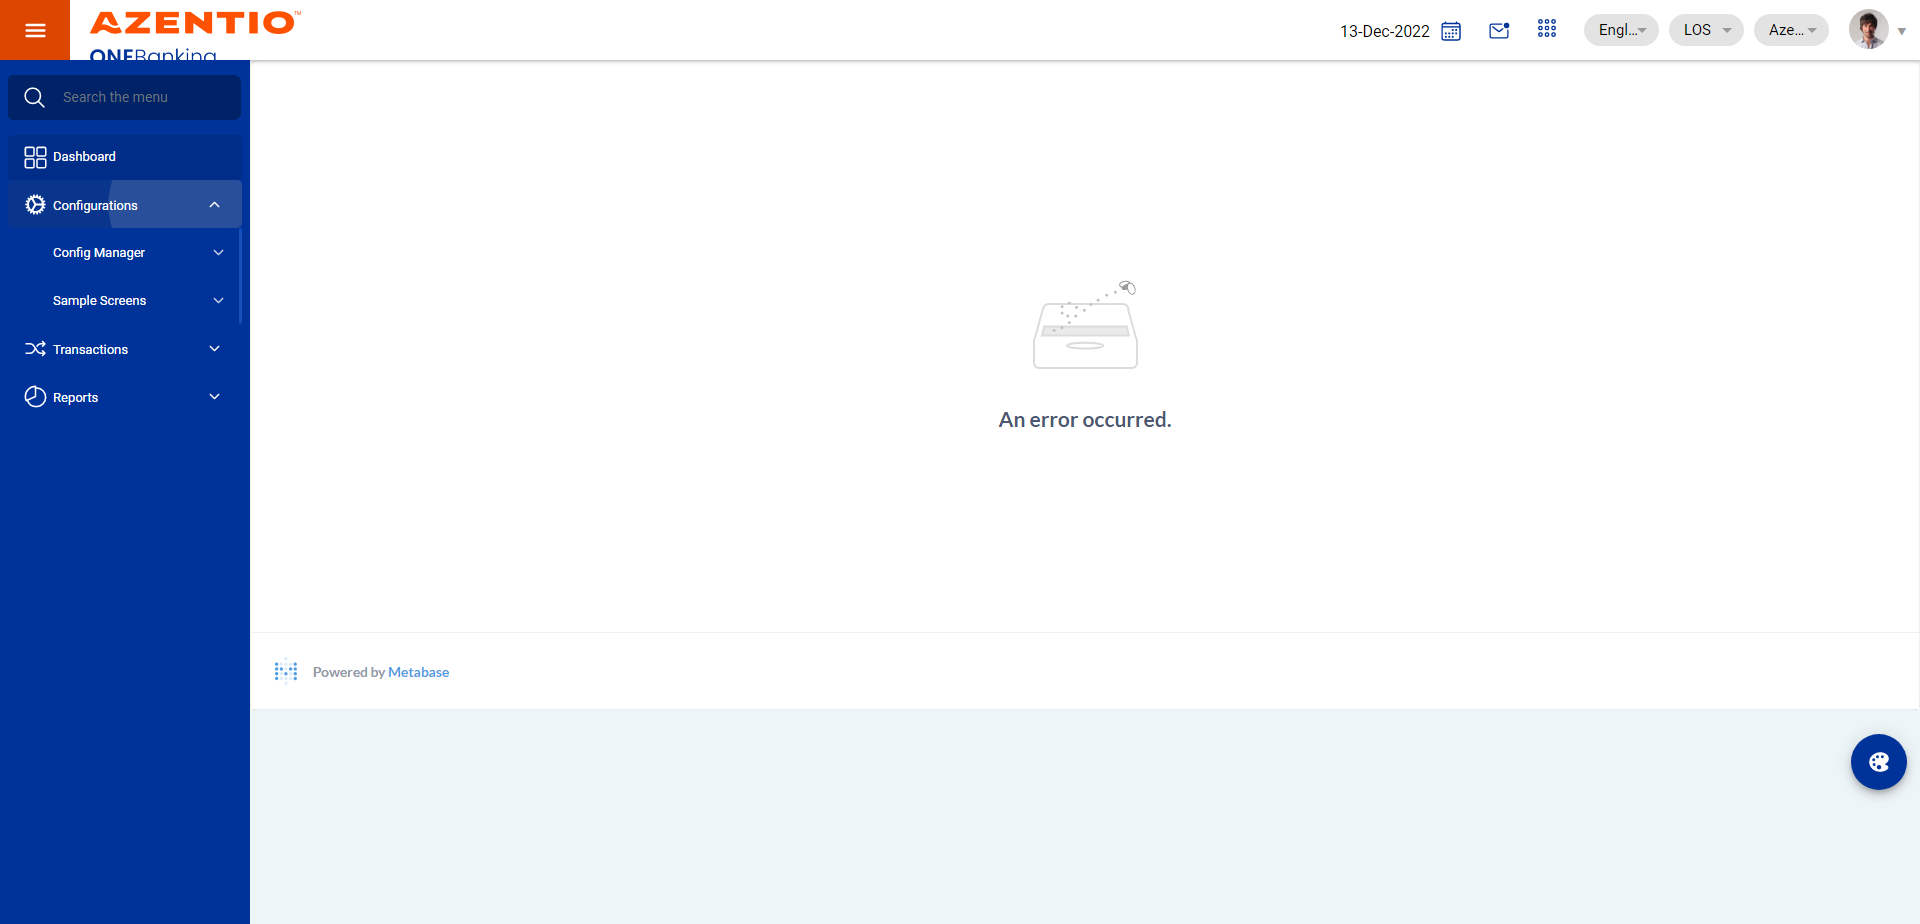 AZENTIO™
ONEBanking
13-Dec-2022
Engl...
LOS
Aze...
Search the menu
Dashboard
Configurations
Config Manager
Sample Screens
Transactions
Reports
An error occurred.
Powered by Metabase